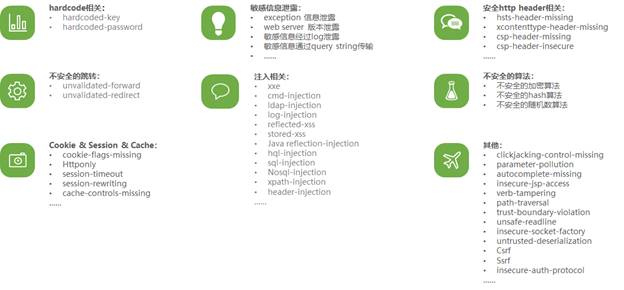 hardcode相关：
• hardcoded-key
• hardcoded-password
敏感信息泄露：
• exception 信息泄露
• web server 版本泄露
• 敏感信息经过log泄露
• 敏感信息通过query string传输
• ......
安全http header相关：
• hsts-header-missing
• xcontenttype-header-missing
• csp-header-missing
• csp-header-insecure
......
不安全的跳转：
• unvalidated-forward
• unvalidated-redirect
注入相关：
• xxe
• cmd-injection
• ldap-injection
• log-injection
• reflected-xss
• stored-xss
• Java reflection-injection
• hql-injection
• sql-injection
• Nosql-injection
• xpath-injection
• header-injection
......
不安全的算法：
• 不安全的加密算法
• 不安全的hash算法
• 不安全的随机数算法
Cookie & Session & Cache：
• cookie-flags-missing
• Httponly
• session-timeout
• session-rewriting
• cache-controls-missing
......
其他：
• clickjacking-control-missing
• parameter-pollution
• autocomplete-missing
• insecure-jsp-access
• verb-tampering
• path-traversal
• trust-boundary-vioiation
• unsafe-readline
• insecure-socket-factory
• untrusted-deserialization
• Csrf
• Ssrf
• insecure-auth-protocol
......